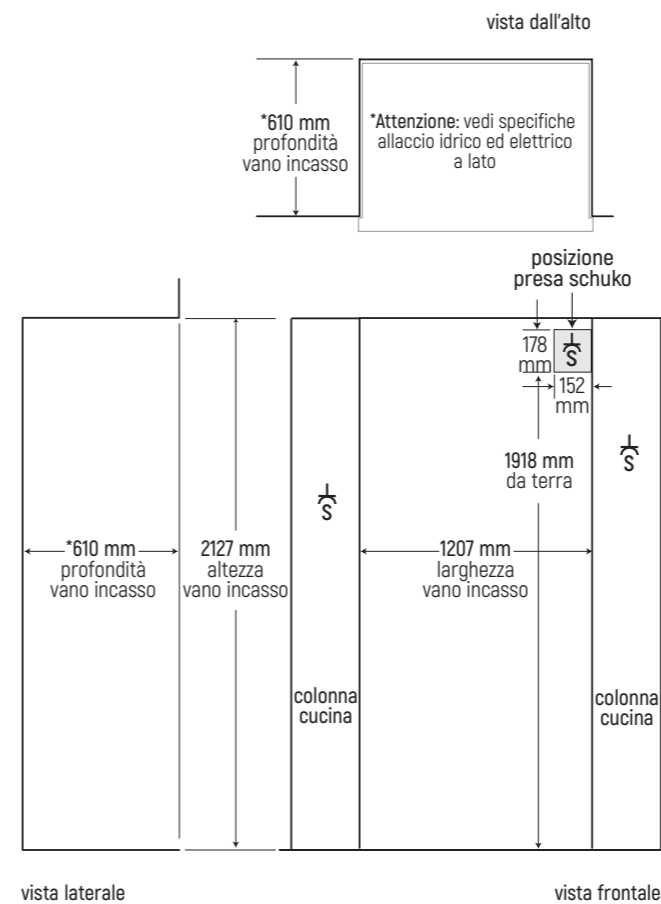 vista dall'alto
*610 mm
profondità
vano incasso
*Attenzione: vedi specifiche
allaccio idrico ed elettrico
a lato
posizione
presa schuko
178
mm
S
152
mm
1918 mm
da terra
S
S
*610 mm
profondità
vano incasso
2127 mm
altezza
vano incasso
1207 mm
larghezza
vano incasso
colonna
cucina
colonna
cucina
vista laterale
vista frontale